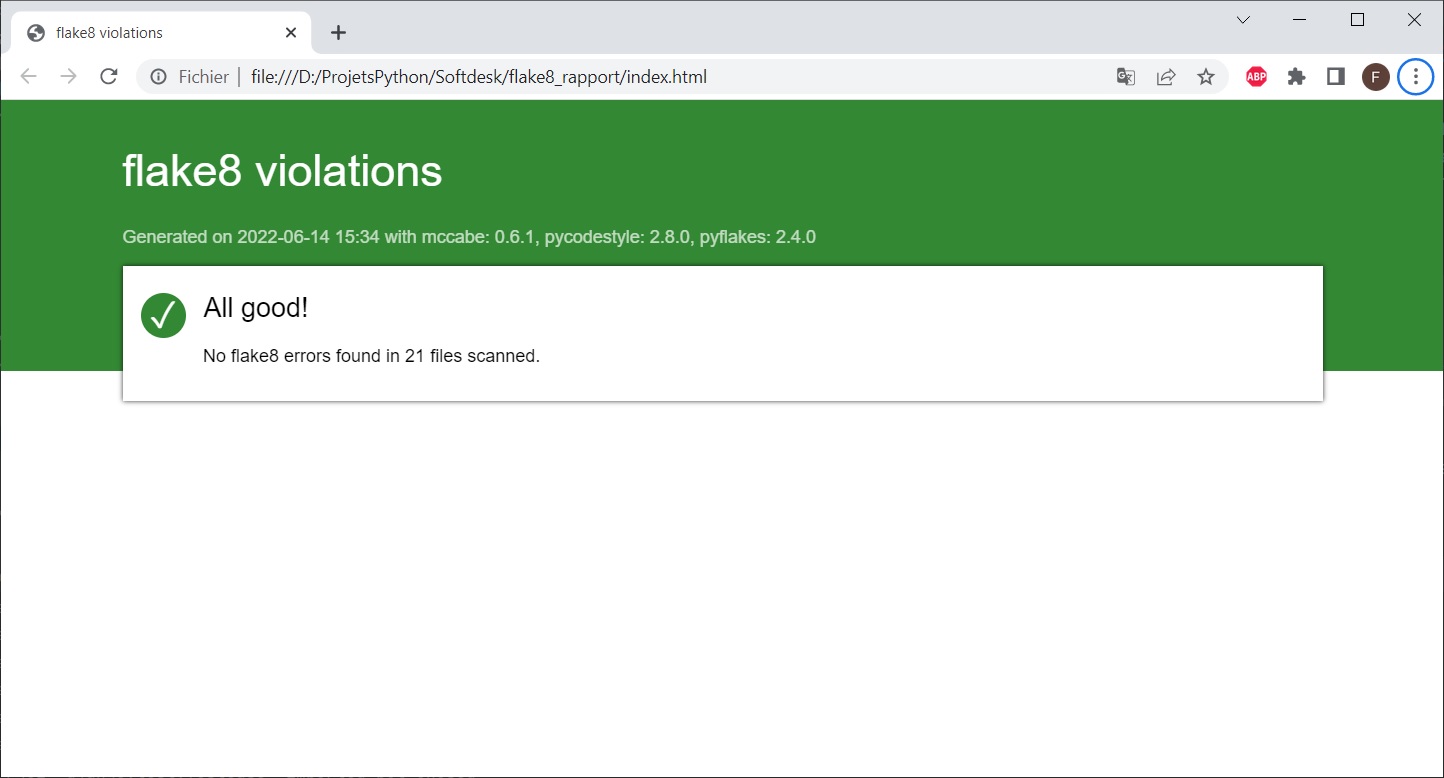 flake8 violations
Fichier
file:///D:/ProjetsPython/Softdesk/flake8_rapport/index.html
ABP
F
flake8 violations
Generated on 2022-06-14 15:34 with mccabe: 0.6.1, pycodestyle: 2.8.0, pyflakes: 2.4.0
All good!
No flake8 errors found in 21 files scanned.